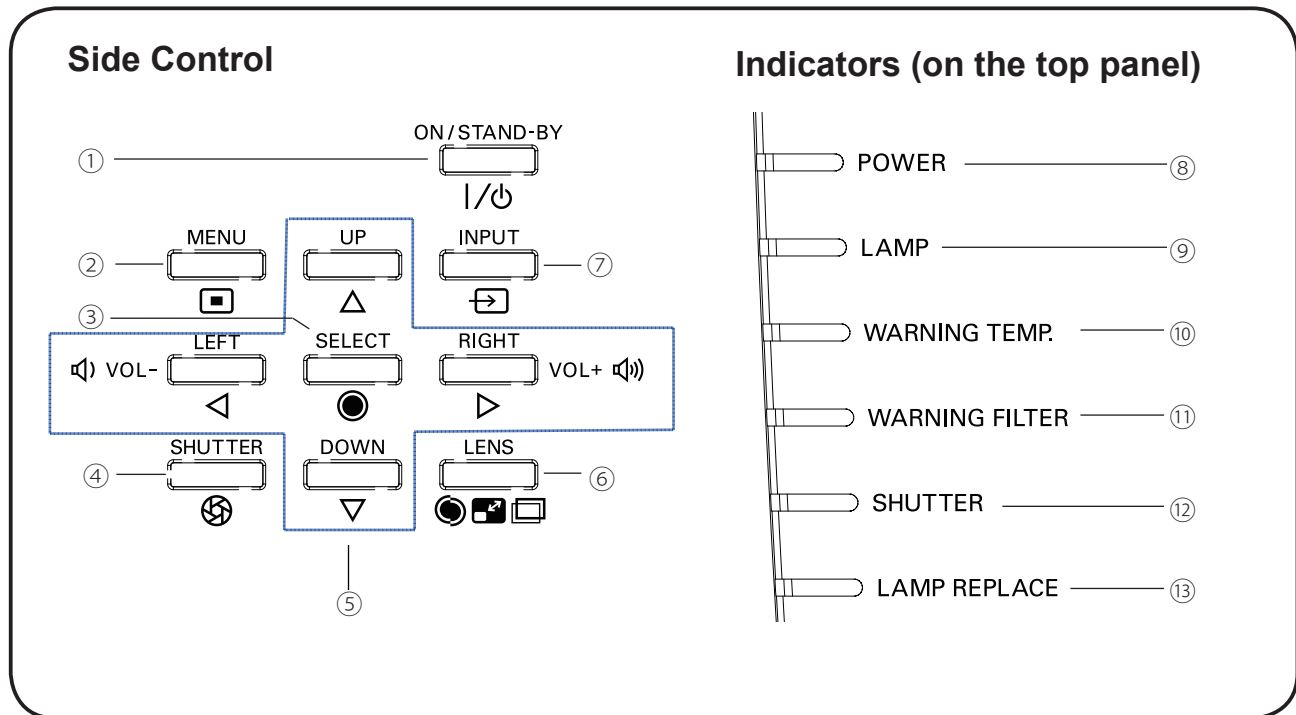 Side Control
ON/STAND-BY
①
MENU
UP
INPUT
②
⑦
③
LEFT
SELECT
RIGHT
VOL-
VOL+
SHUTTER
DOWN
LENS
④
⑥
⑤
Indicators (on the top panel)
POWER ⑧
LAMP ⑨
WARNING TEMP. ⑩
WARNING FILTER ⑪
SHUTTER ⑫
LAMP REPLACE ⑬